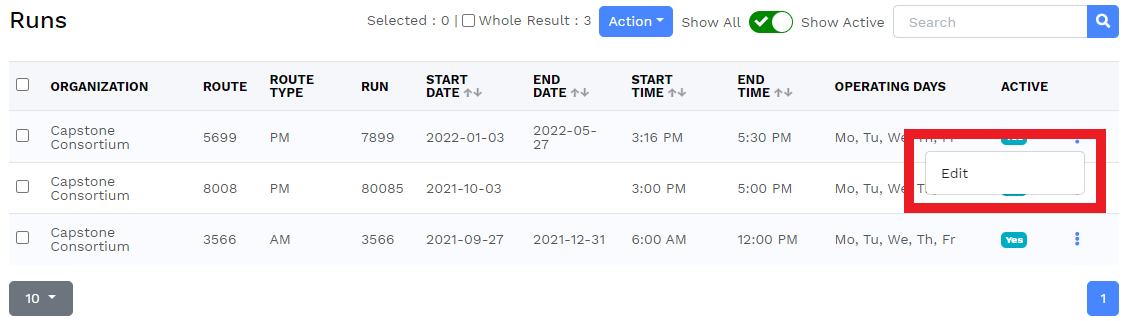 Runs
Selected : 0 | Whole Result : 3
Action
Show All
Show Active
Search
ORGANIZATION ROUTE ROUTE TYPE RUN START DATE END DATE START TIME END TIME OPERATING DAYS ACTIVE
Capstone Consortium 5699 PM 7899 2022-01-03 2022-05-27 3:16 PM 5:30 PM Mo, Tu, We, Th, Fr
Edit
Capstone Consortium 8008 PM 80085 2021-10-03 3:00 PM 5:00 PM Mo, Tu, We
Capstone Consortium 3566 AM 3566 2021-09-27 2021-12-31 6:00 AM 12:00 PM Mo, Tu, We, Th, Fr Yes
10
1